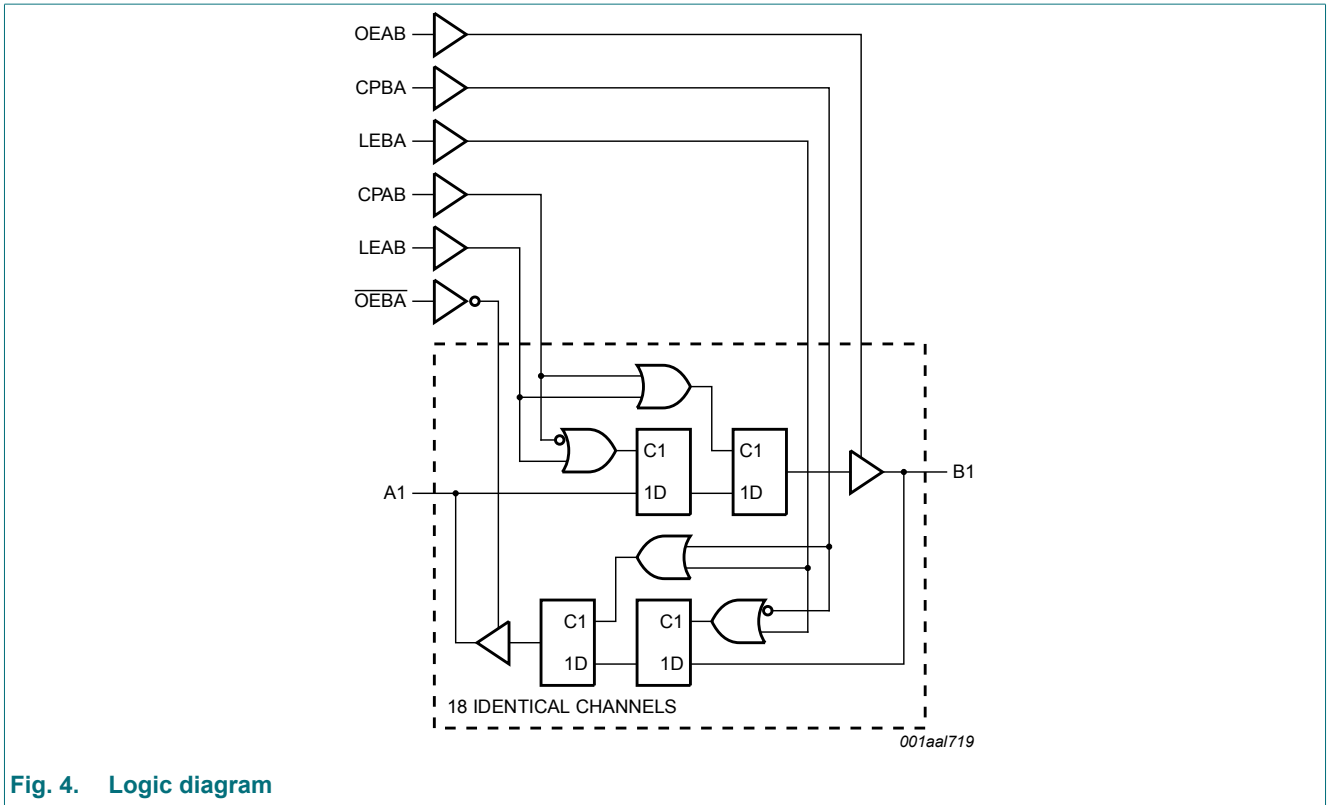 OEAB
CPBA
LEBA
CPAB
LEAB
OEBA
C1
C1
1D
1D
A1
B1
C1
C1
1D
1D
18 IDENTICAL CHANNELS
001aal719
Fig. 4. Logic diagram